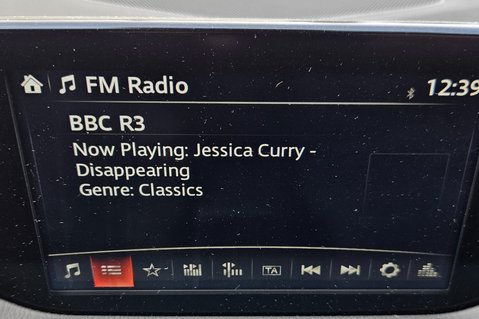 FM Radio 12:39
BBC R3
Now Playing: Jessica Curry -
Disappearing
Genre: Classics
TA